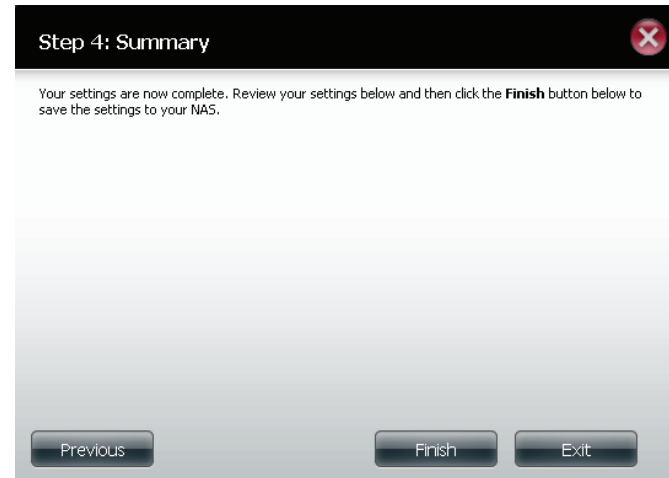 Step 4: Summary
Your settings are now complete. Review your settings below and then click the Finish button below to
save the settings to your NAS.
Previous
Finish
Exit